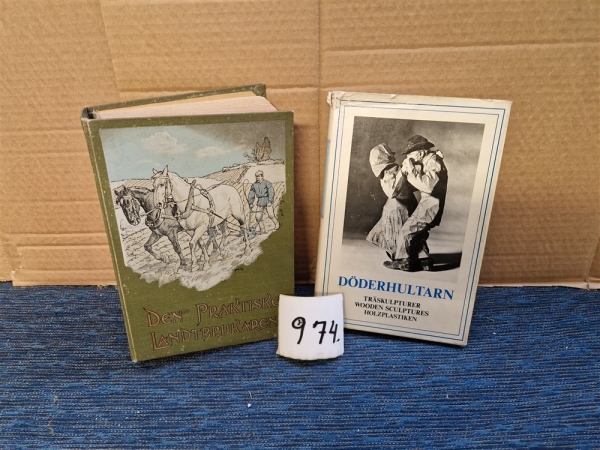 DEN PRAKTISKE
LANDTBRUKAREN
974.
DÖDERHULTARN
TRÄSKULPTURER
WOODEN SCULPTURES
HOLZPLASTIKEN